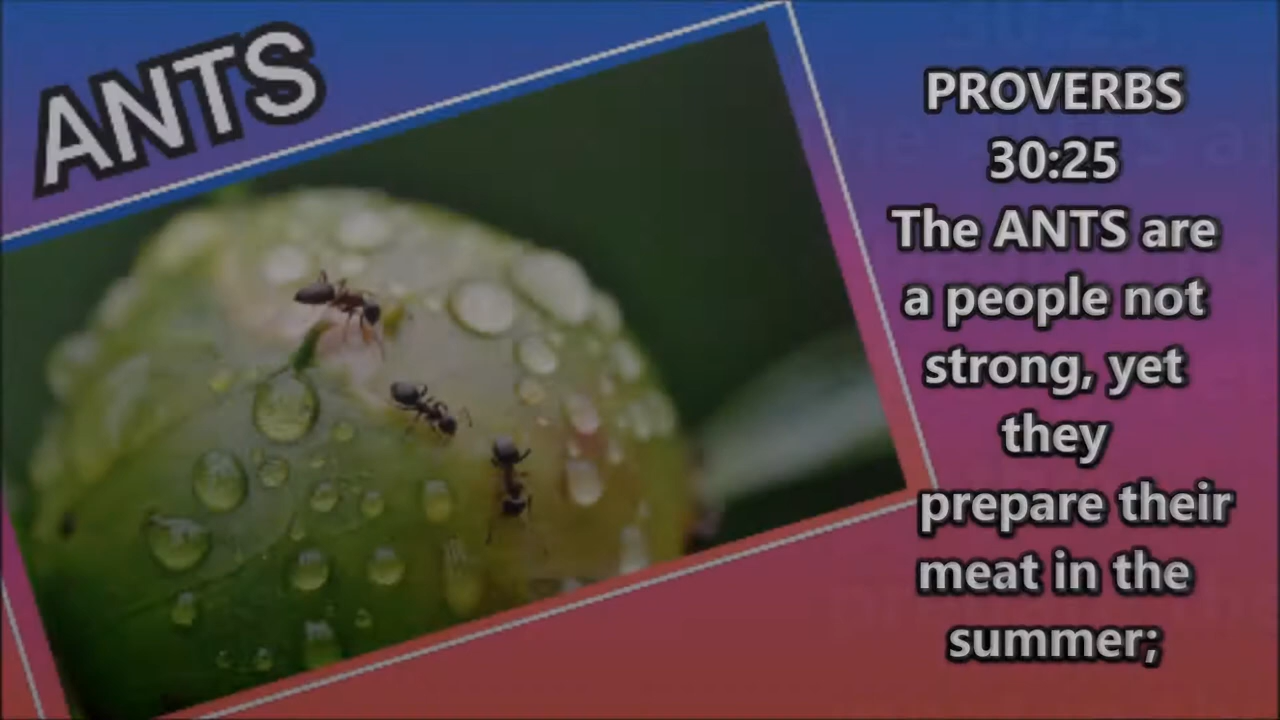 ANTS
PROVERBS
30:25
The ANTS are
a people not
strong, yet
they
prepare their
meat in the
summer;